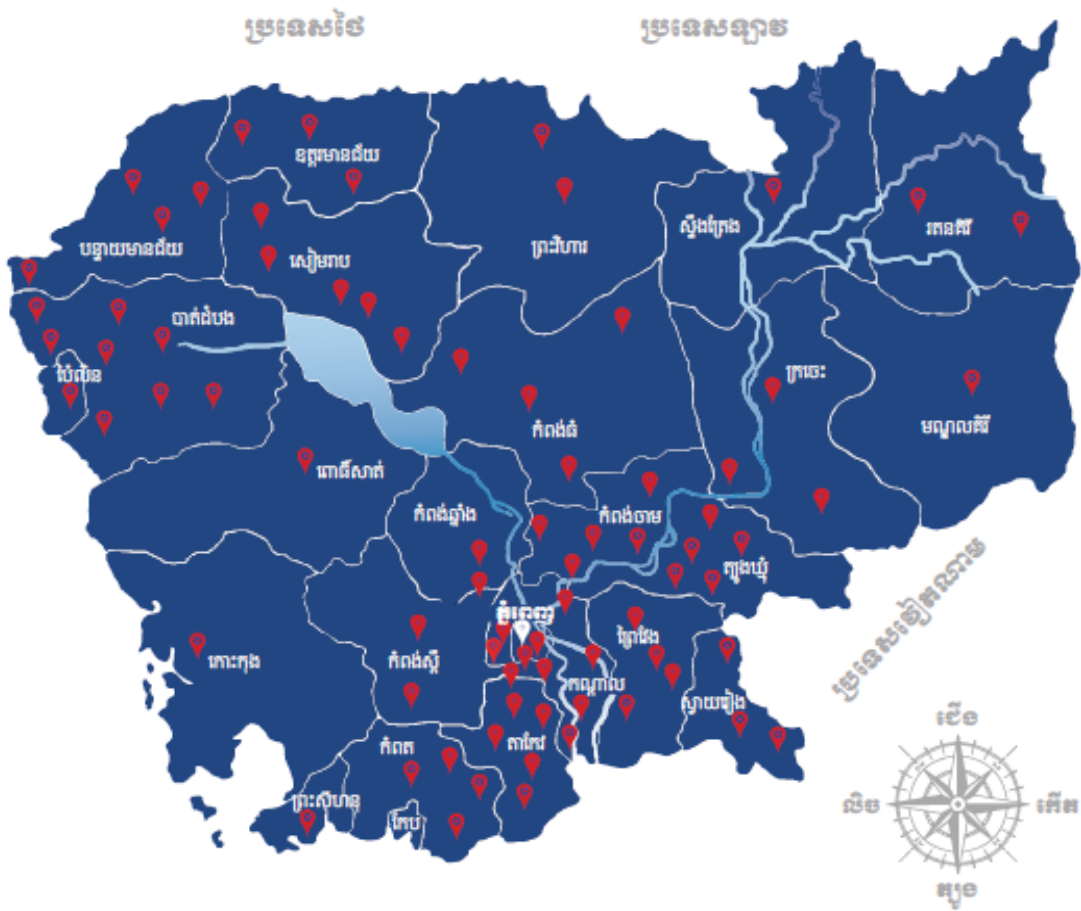 ប្រទេសថៃ
ប្រទេសឡាវ
ឧត្តរមានជ័យ
ស្ទឹងត្រែង
រតនគិរី
បន្ទាយមានជ័យ
សៀមរាប
ព្រះវិហារ
បាត់ដំបង
ប៉ៃលិន
ក្រចេះ
មណ្ឌលគិរី
កំពង់ធំ
ពោធិ៍សាត់
កំពង់ឆ្នាំង
កំពង់ចាម
ត្បូងឃ្មុំ
ប្រទេសវៀតណាម
ភ្នំពេញ
ព្រៃវែង
កោះកុង
កំពង់ស្ពឺ
កណ្តាល
ស្វាយរៀង
តាកែវ
កំពត
ព្រះសីហនុ
កែប
ជើង
លិច
កើត
ត្បូង